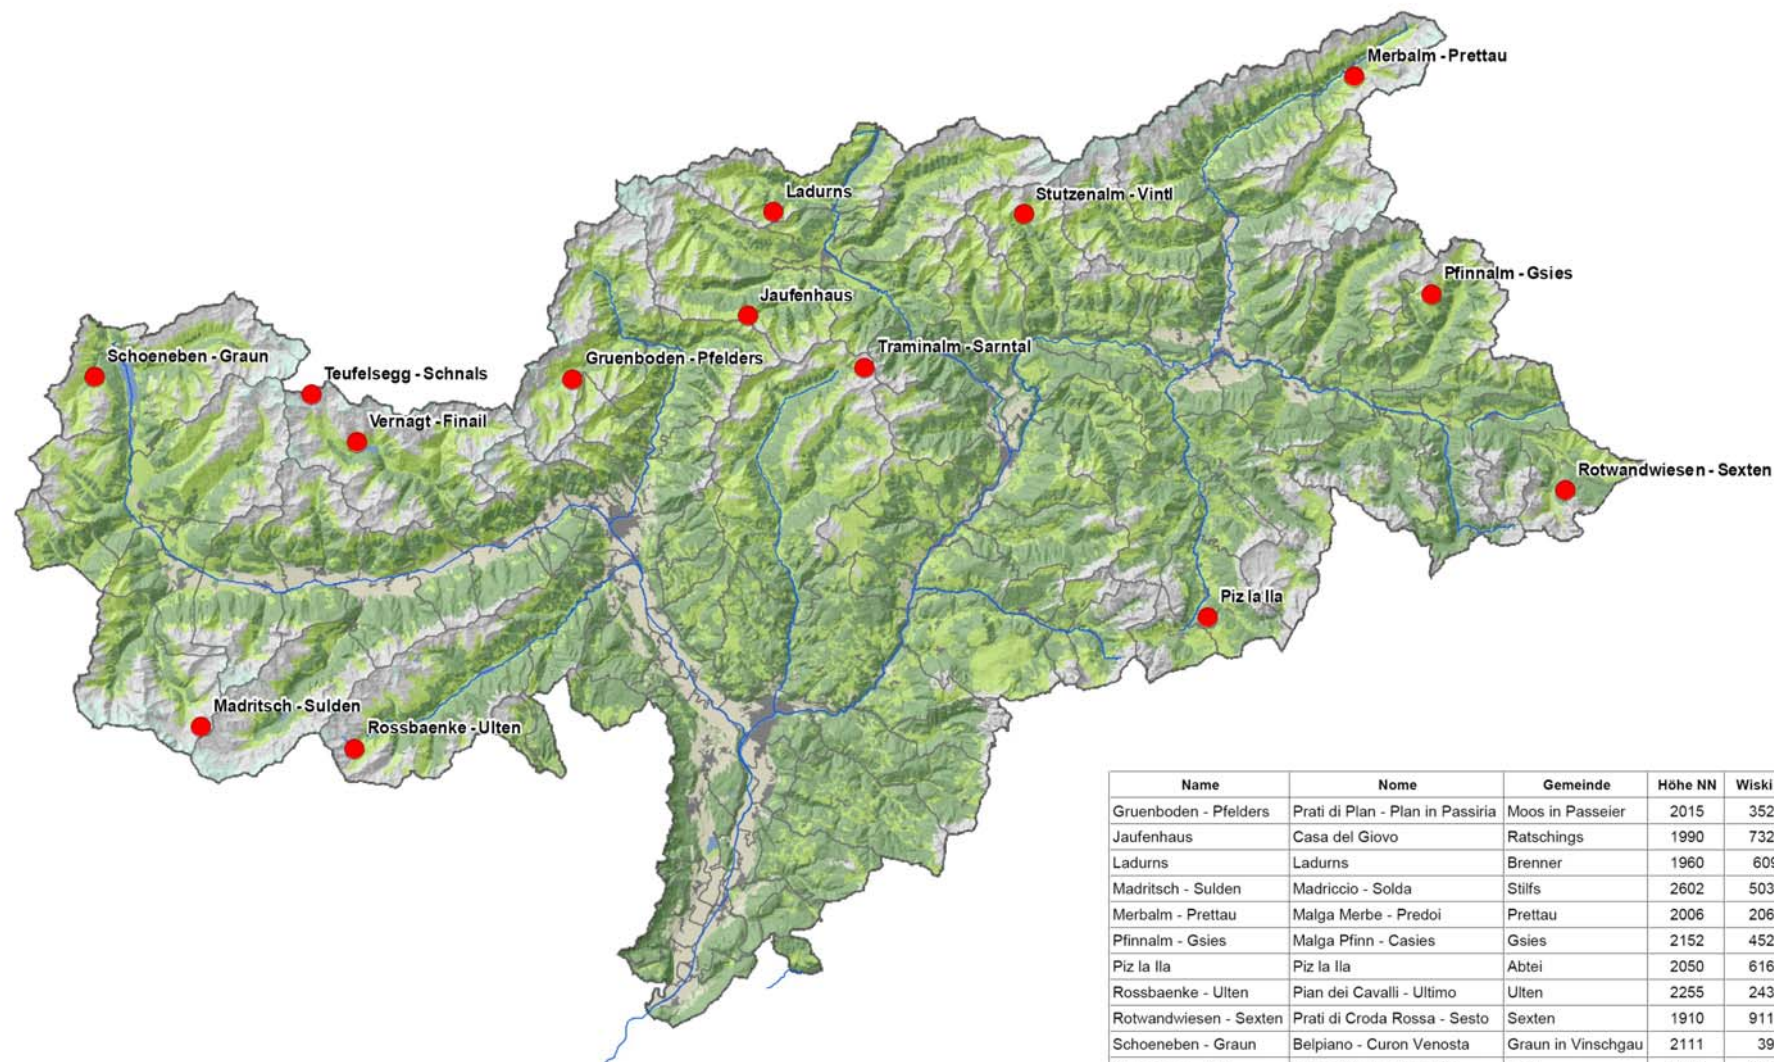 Merbalm - Prettau
Ladurns
Stutzenalm - Vintl
Pfinnalm - Gsies
Jaufenhaus
Schoeneben - Graun
Teufelsegg - Schnals
Gruenboden - Pfelders
Traminalm - Sarntal
Vernagt - Finail
Rotwandwiesen - Sexten
Piz la Ila
Madritsch - Sulden
Rossbaenke - Ulten
Name Nome Gemeinde Höhe NN Wiski
Gruenboden - Pfelders Prati di Plan - Plan in Passiria Moos in Passeier 2015 352
Jaufenhaus Casa del Giovo Ratschings 1990 732
Ladurns Ladurns Brenner 1960 609
Madritsch - Sulden Madriccio - Solda Stilfs 2602 503
Merbalm - Prettau Malga Merbe - Predoi Prettau 2006 206
Pfinnalm - Gsies Malga Pfinn - Casies Gsies 2152 452
Piz la Ila Piz la Ila Abtei 2050 616
Rossbaenke - Ulten Pian dei Cavalli - Ultimo Ulten 2255 243
Rotwandwiesen - Sexten Prati di Croda Rossa - Sesto Sexten 1910 911
Schoeneben - Graun Belpiano - Curon Venosta Graun in Vinschgau 2111 39